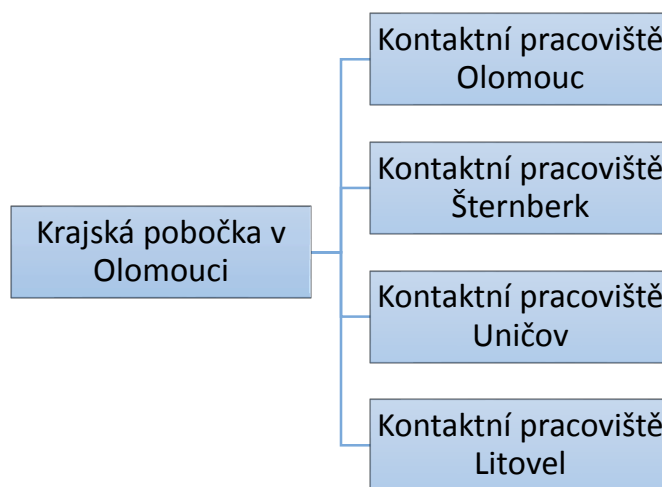 Kontaktní pracoviště
Olomouc
Kontaktní pracoviště
Šternberk
Krajská pobočka v
Olomouci
Kontaktní pracoviště
Uničov
Kontaktní pracoviště
Litovel